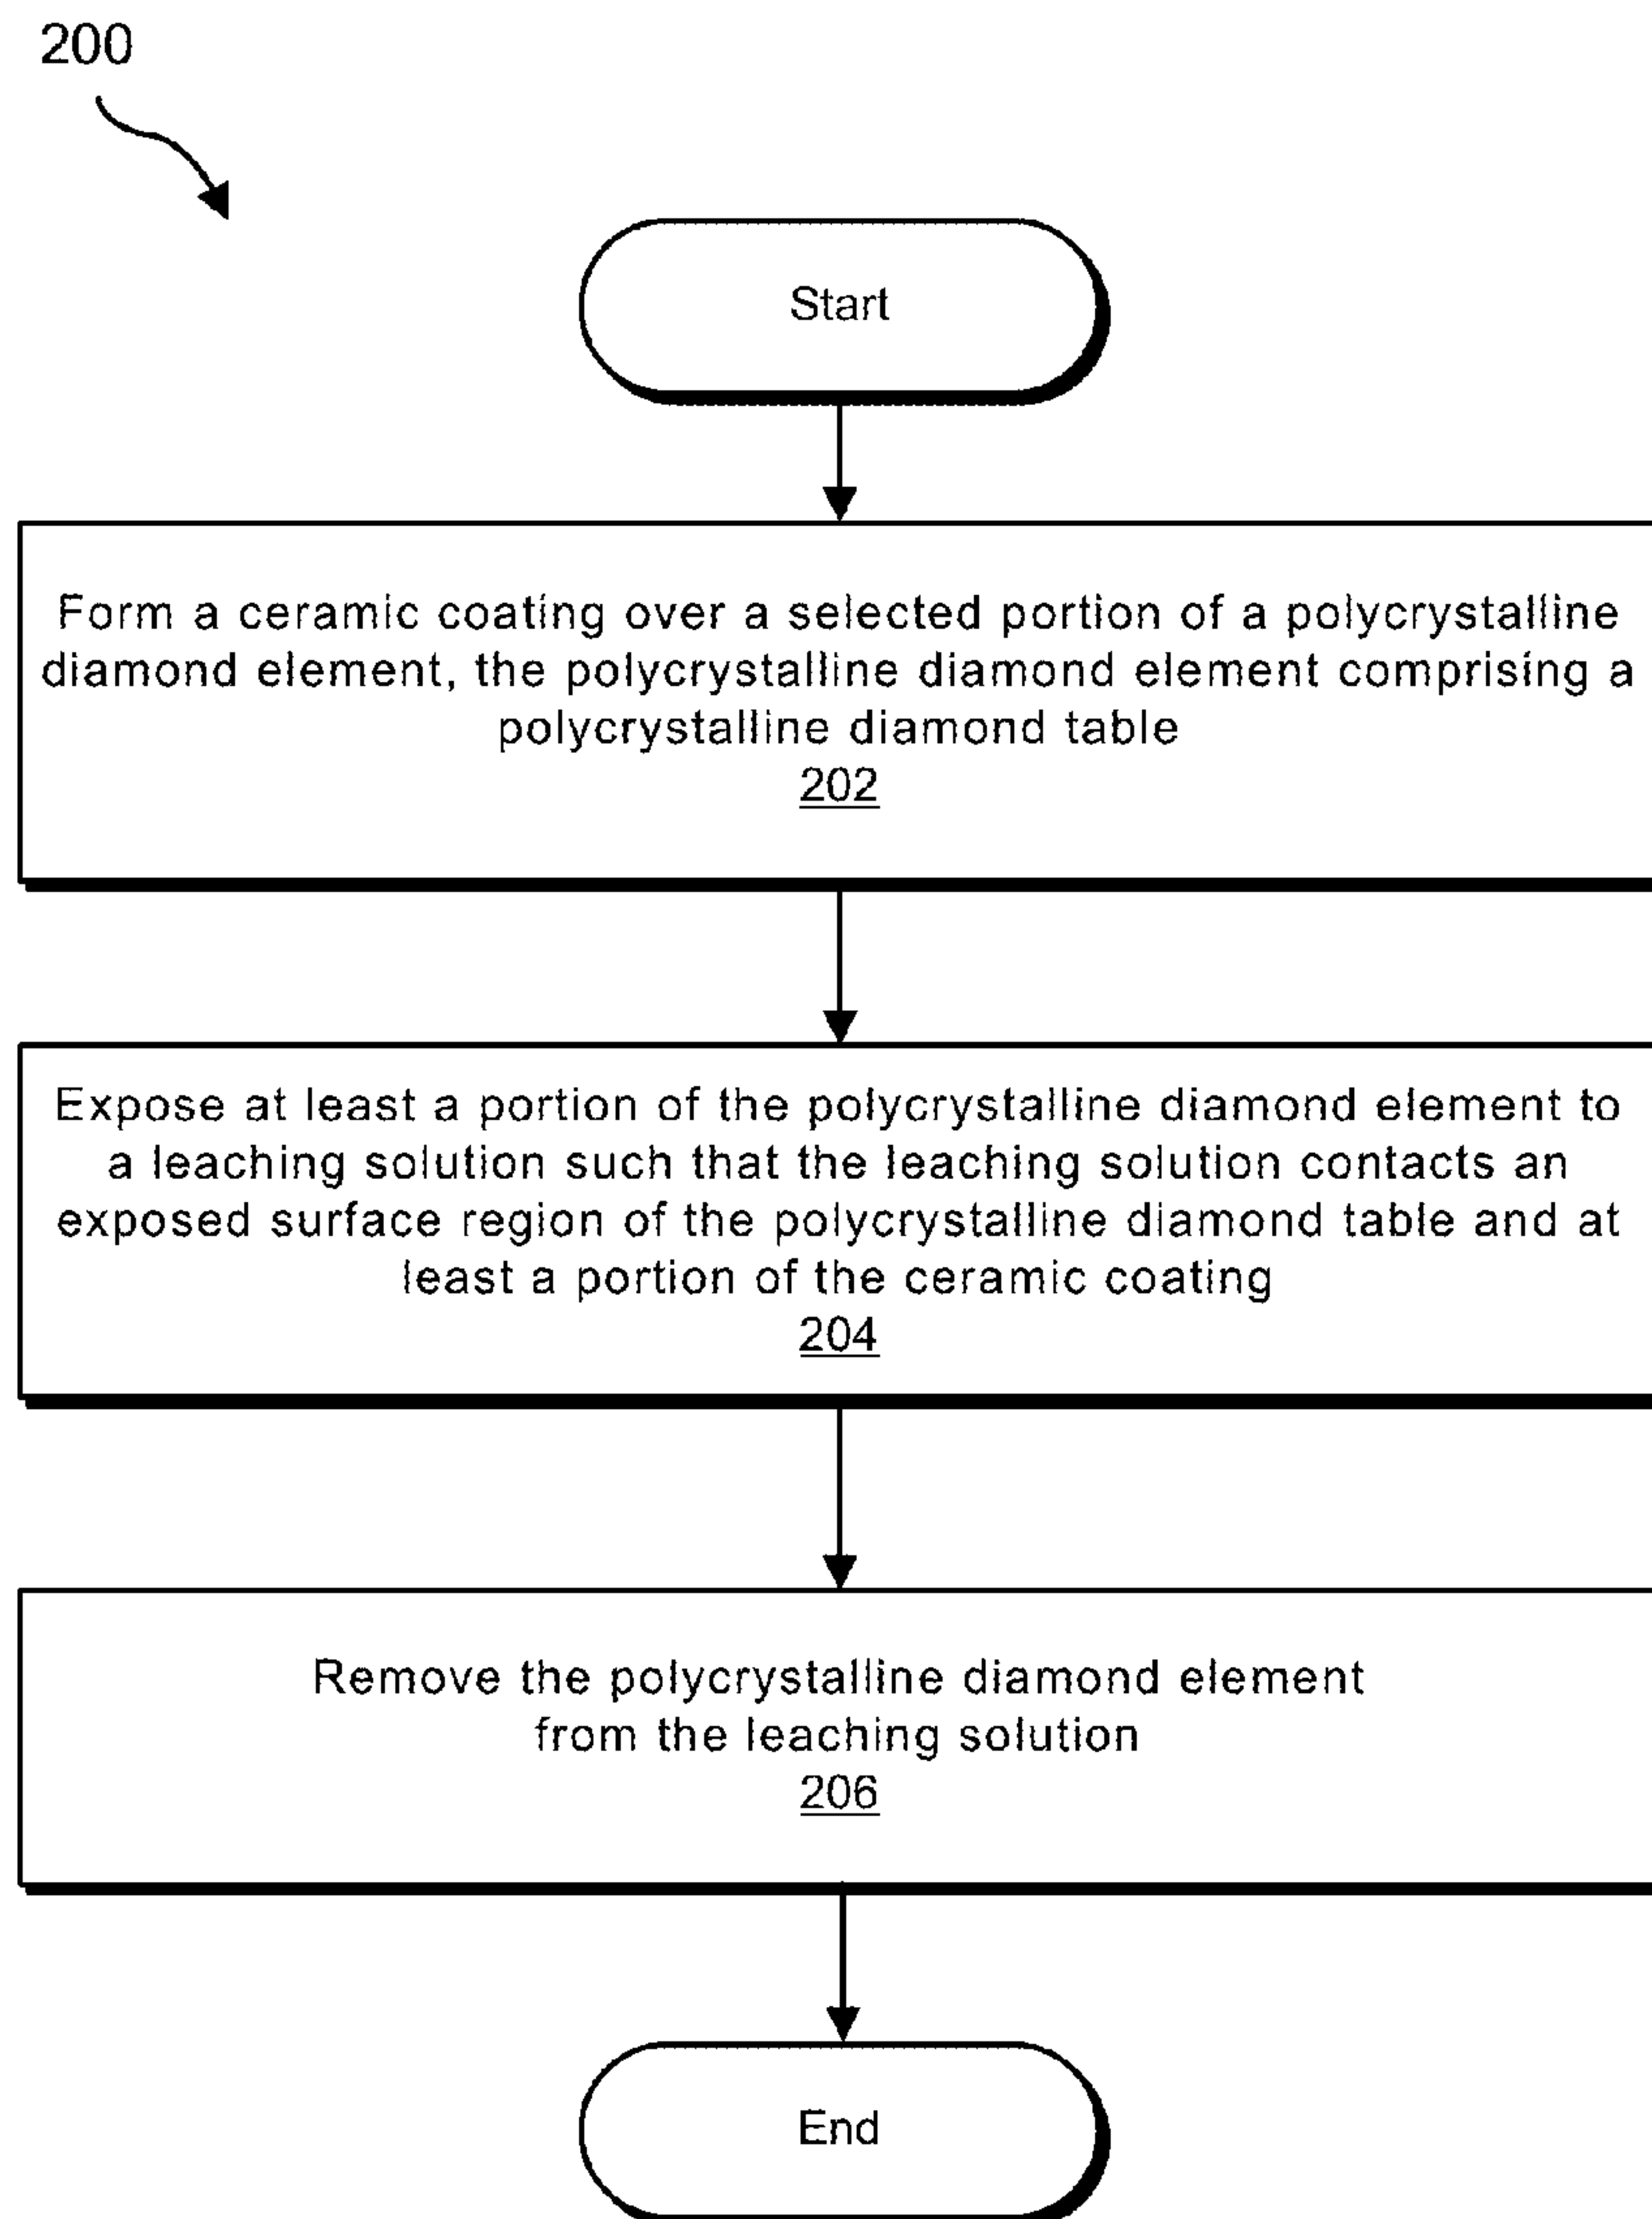 200
Start
Form a ceramic coating over a selected portion of a polycrystalline
diamond element, the polycrystalline diamond element comprising a
polycrystalline diamond table
202
Expose at least a portion of the polycrystalline diamond element to
a leaching solution such that the leaching solution contacts an
exposed surface region of the polycrystalline diamond table and at
least a portion of the ceramic coating
204
Remove the polycrystalline diamond element
from the leaching solution
206
End